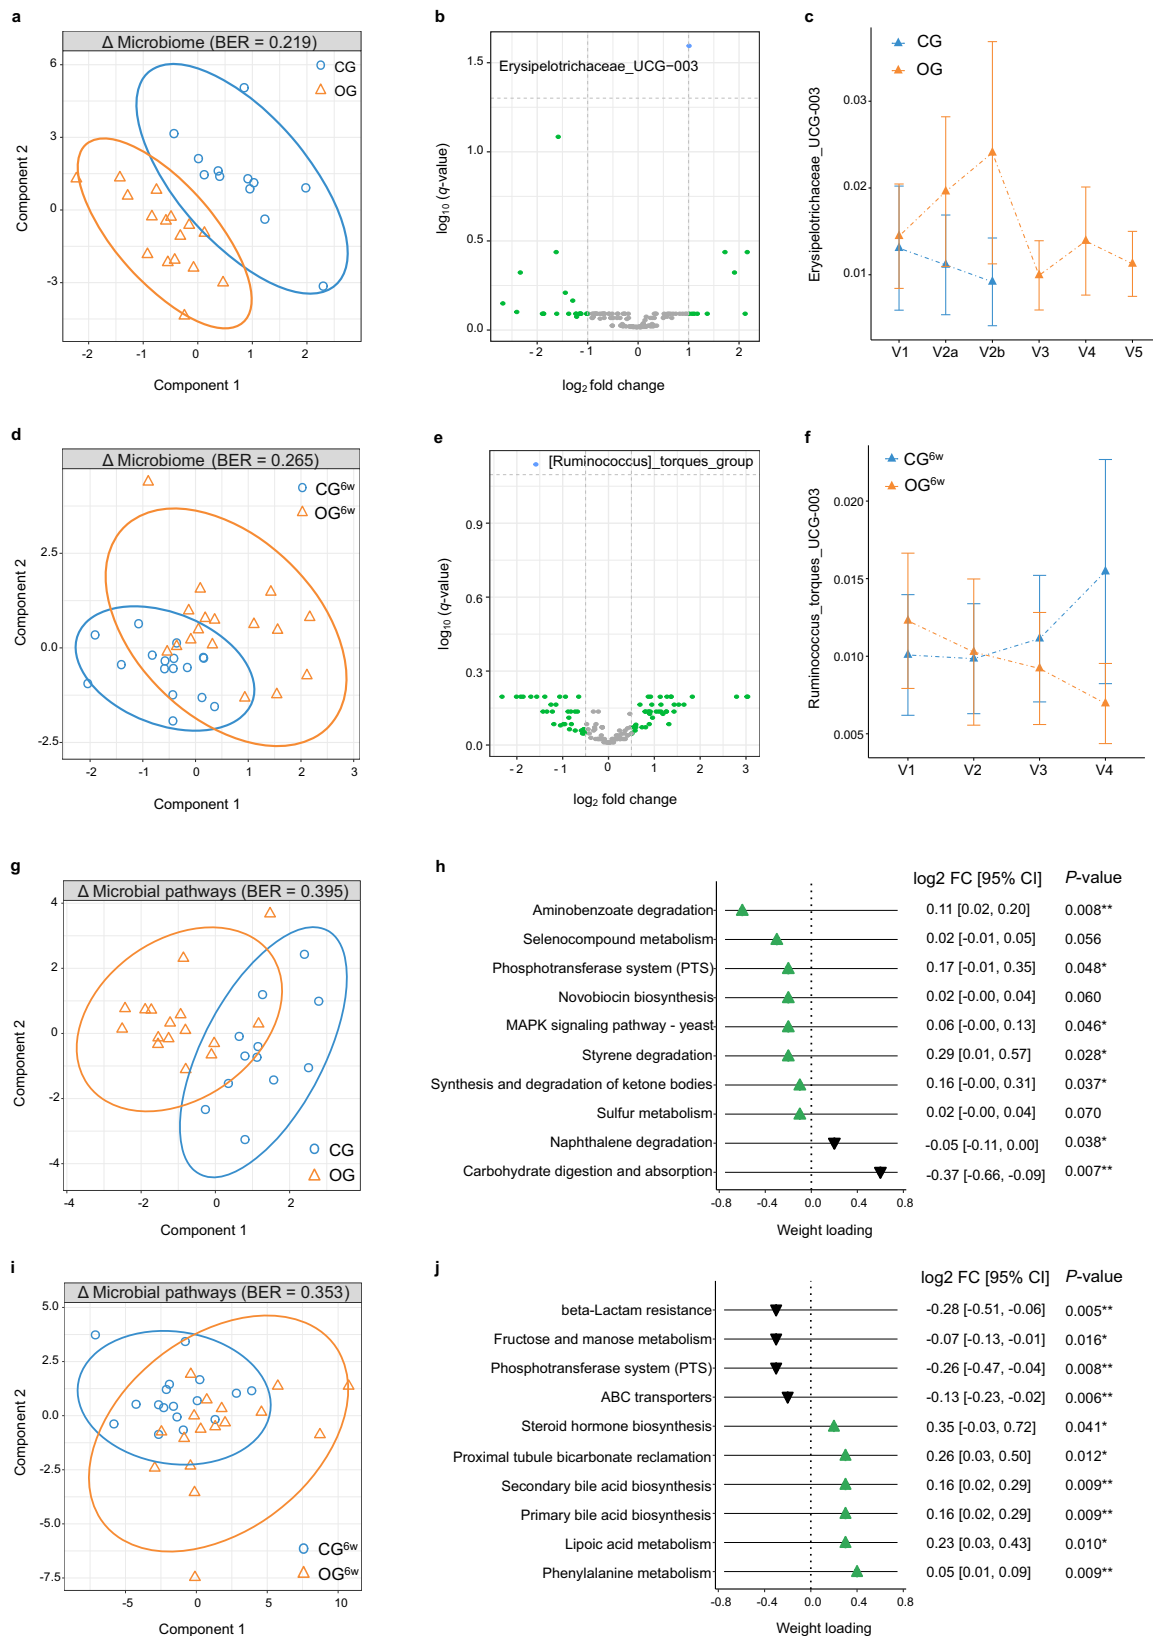 a
Δ Microbiome (BER = 0.219)
CG
OG
6
3
0
-3
-2
-1
0
1
2
Component 2
Component 1
b
Erysipelotrichaceae_UCG−003
1.5
1.0
0.5
0.0
-2
-1
0
1
2
log10 (q-value)
log2 fold change
c
CG
OG
0.03
0.02
0.01
V1
V2a
V2b
V3
V4
V5
Erysipelotrichaceae_UCG-003
d
Δ Microbiome (BER = 0.265)
CG6w
OG6w
2.5
0.0
-2.5
-2
-1
0
1
2
3
Component 2
Component 1
e
[Ruminococcus]_torques_group
0.9
0.6
0.3
0.0
-2
-1
0
1
2
3
log10 (q-value)
log2 fold change
f
CG6w
OG6w
0.020
0.015
0.010
0.005
V1
V2
V3
V4
Ruminococcus_torques_UCG-003
g
Δ Microbial pathways (BER = 0.395)
4
2
0
-2
-4
-4
-2
0
2
CG
OG
Component 2
Component 1
h
log2 FC [95% CI] P-value
Aminobenzoate degradation 0.11 [0.02, 0.20] 0.008**
Selenocompound metabolism 0.02 [-0.01, 0.05] 0.056
Phosphotransferase system (PTS) 0.17 [-0.01, 0.35] 0.048*
Novobiocin biosynthesis 0.02 [-0.00, 0.04] 0.060
MAPK signaling pathway - yeast 0.06 [-0.00, 0.13] 0.046*
Styrene degradation 0.29 [0.01, 0.57] 0.028*
Synthesis and degradation of ketone bodies 0.16 [-0.00, 0.31] 0.037*
Sulfur metabolism 0.02 [-0.00, 0.04] 0.070
Naphthalene degradation -0.05 [-0.11, 0.00] 0.038*
Carbohydrate digestion and absorption -0.37 [-0.66, -0.09] 0.007**
-0.8 -0.4 0.0 0.4 0.8
Weight loading
i
Δ Microbial pathways (BER = 0.353)
5.0
2.5
0.0
-2.5
-5.0
-7.5
-5
0
5
10
CG6w
OG6w
Component 2
Component 1
j
log2 FC [95% CI] P-value
beta-Lactam resistance -0.28 [-0.51, -0.06] 0.005**
Fructose and manose metabolism -0.07 [-0.13, -0.01] 0.016*
Phosphotransferase system (PTS) -0.26 [-0.47, -0.04] 0.008**
ABC transporters -0.13 [-0.23, -0.02] 0.006**
Steroid hormone biosynthesis 0.35 [-0.03, 0.72] 0.041*
Proximal tubule bicarbonate reclamation 0.26 [0.03, 0.50] 0.012*
Secondary bile acid biosynthesis 0.16 [0.02, 0.29] 0.009**
Primary bile acid biosynthesis 0.16 [0.02, 0.29] 0.009**
Lipoic acid metabolism 0.23 [0.03, 0.43] 0.010*
Phenylalanine metabolism 0.05 [0.01, 0.09] 0.009**
-0.8 -0.4 0.0 0.4 0.8
Weight loading